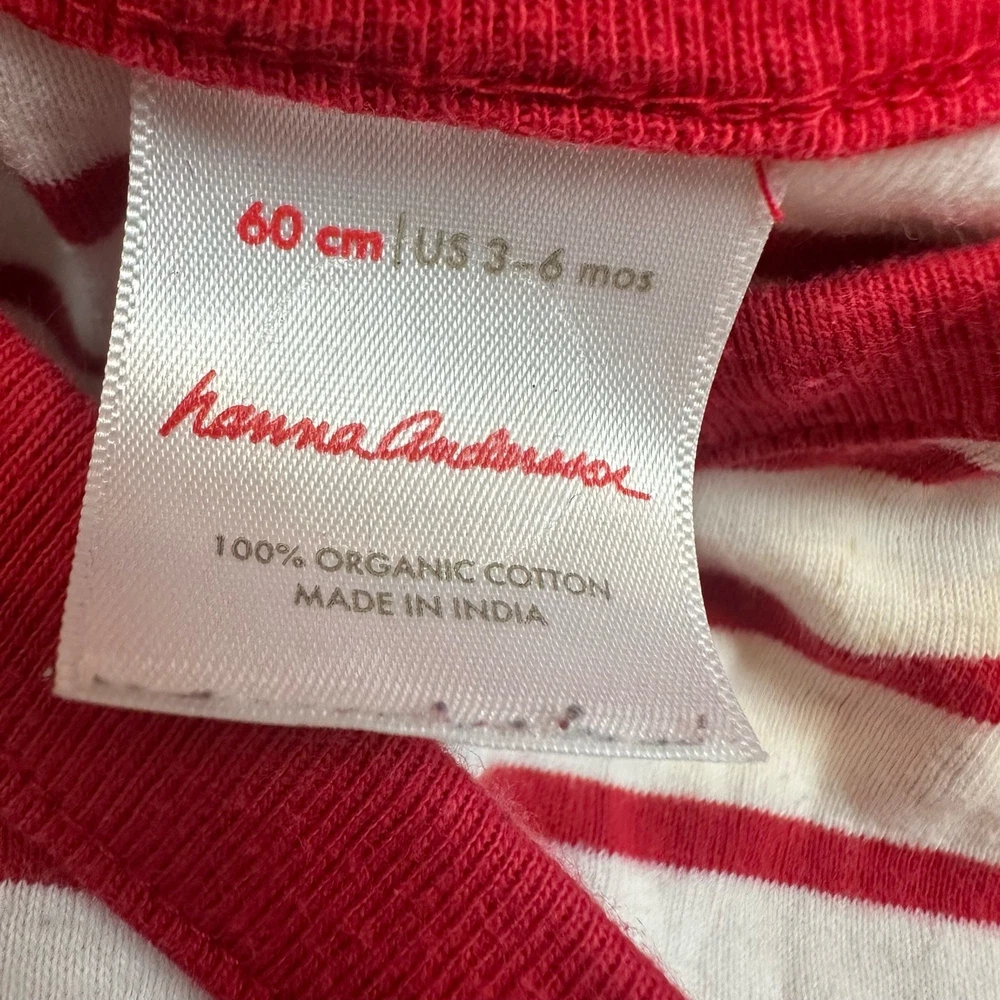 60 cm | US 3-6 mos
hanna Andersson
100% ORGANIC COTTON
MADE IN INDIA